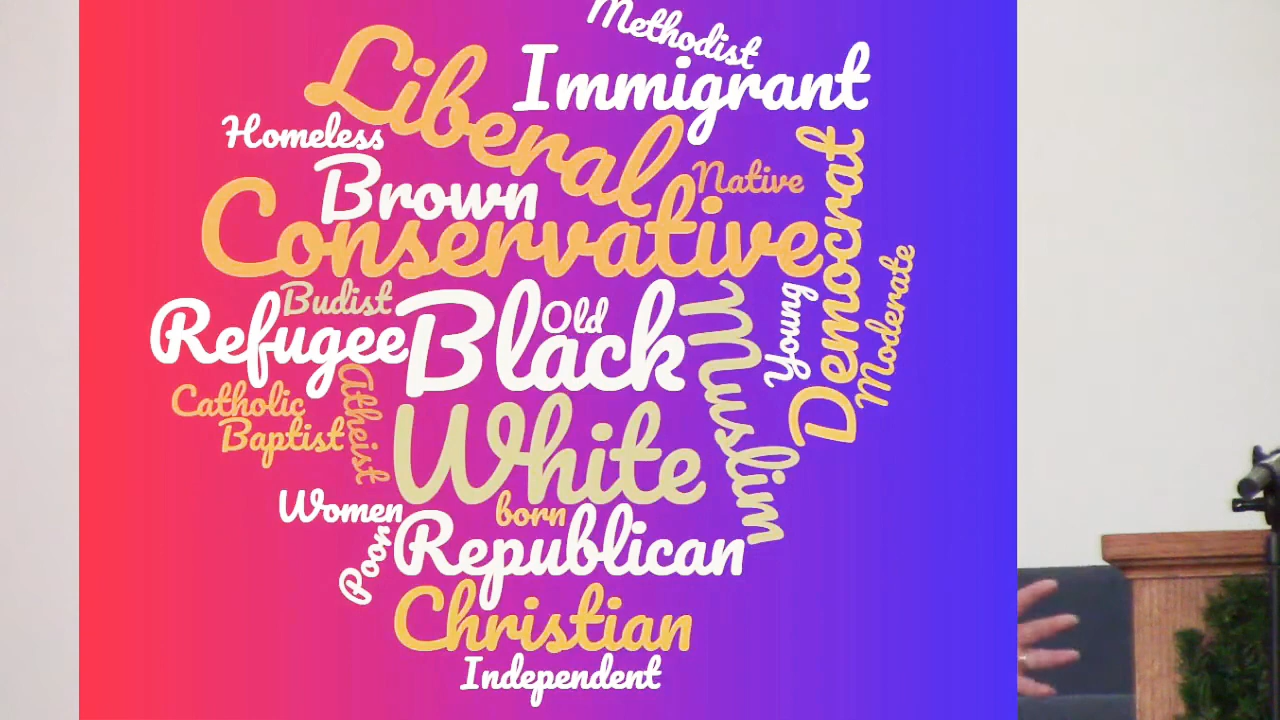 Methodist
Immigrant
Liberal
Homeless
Brown
Native
Conservative
Democrat
Moderate
Young
Budist
Old
Refugee
Black
Muslim
Atheist
Catholic
Baptist
White
Women
born
Poor
Republican
Christian
Independent